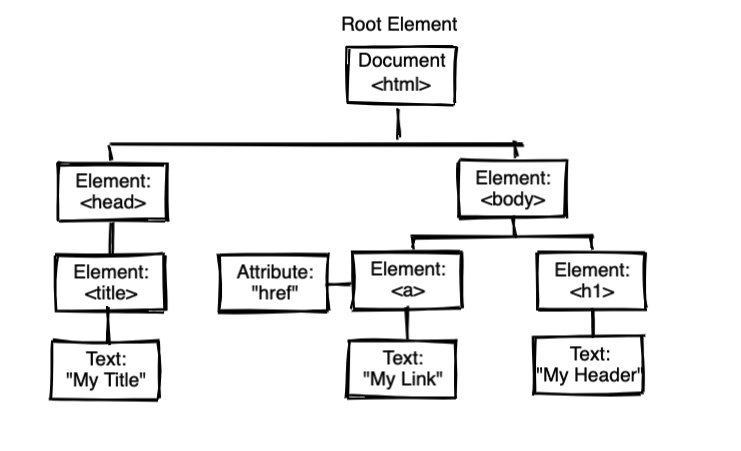 Root Element
Document
<html>
Element:
<head>
Element:
<body>
Element:
<title>
Attribute:
"href"
Element:
<a>
Element:
<h1>
Text:
"My Title"
Text:
"My Link"
Text:
"My Header"